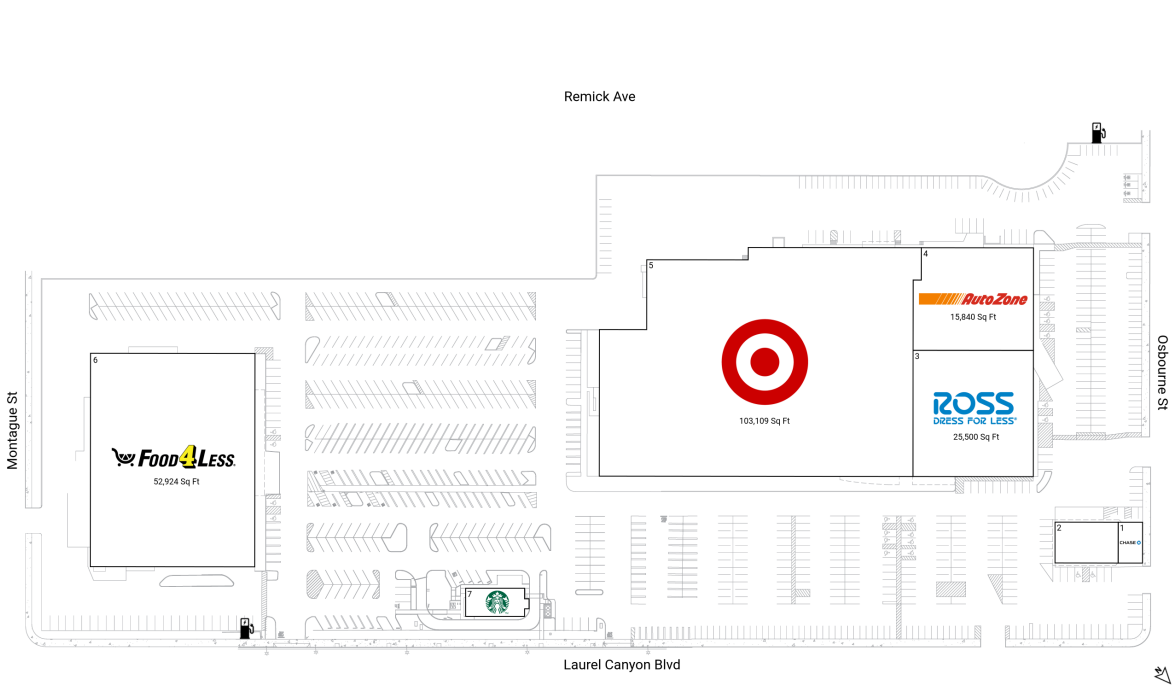 Remick Ave
5
4
AutoZone
15,840 Sq Ft
3
ROSS
DRESS FOR LESS
25,500 Sq Ft
103,109 Sq Ft
6
FOOD 4 LESS.
52,924 Sq Ft
Montague St
Osbourne St
2
1
CHASE
7
Laurel Canyon Blvd